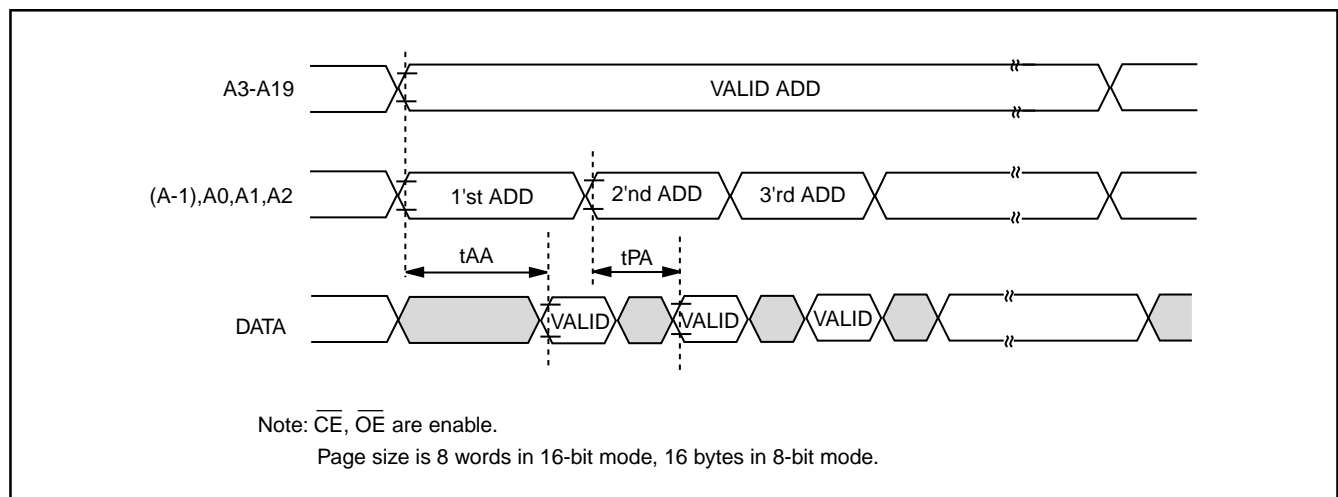 A3-A19
VALID ADD
(A-1),A0,A1,A2
1'st ADD
2'nd ADD
3'rd ADD
tAA
tPA
DATA
VALID
VALID
VALID
Note: C̅E̅, O̅E̅ are enable.
Page size is 8 words in 16-bit mode, 16 bytes in 8-bit mode.